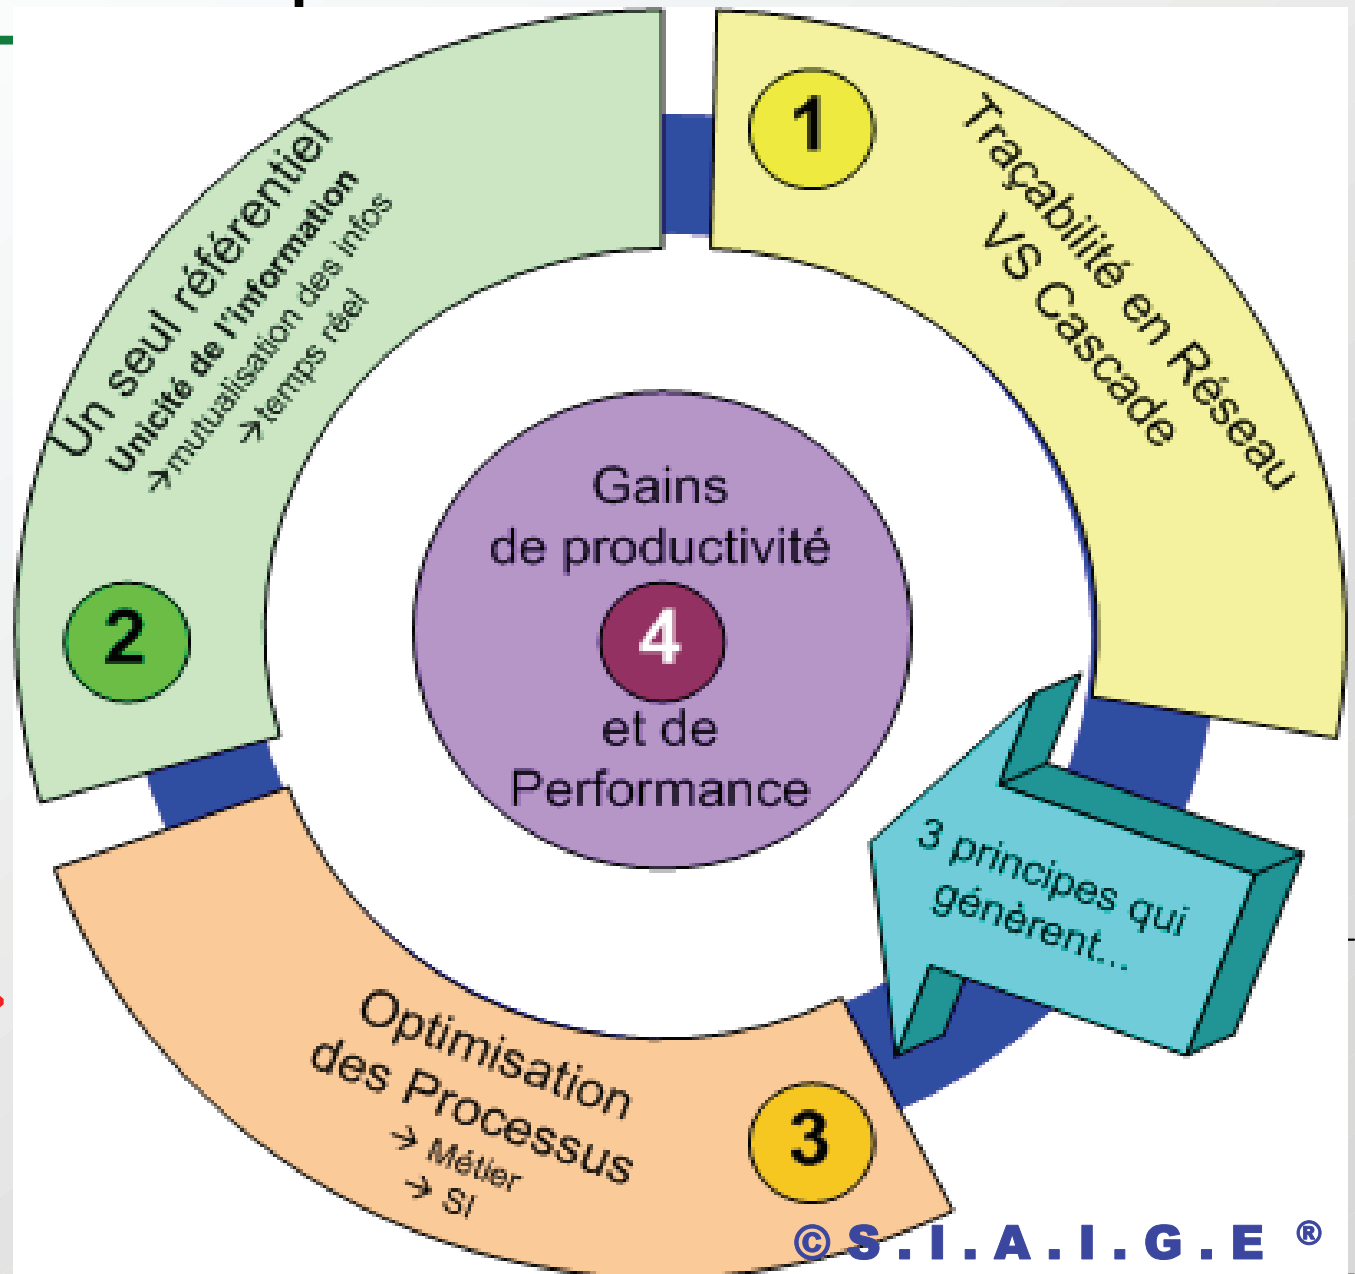 1
Traçabilité en Réseau
VS Cascade
Un seul référentiel
Unicité de l'information
→mutualisation des infos
→temps réel
2
Gains
de productivité
4
et de
Performance
3 principes qui
génèrent...
Optimisation
des Processus
→ Métier
→ SI
3
© S.I.A.I.G.E ®